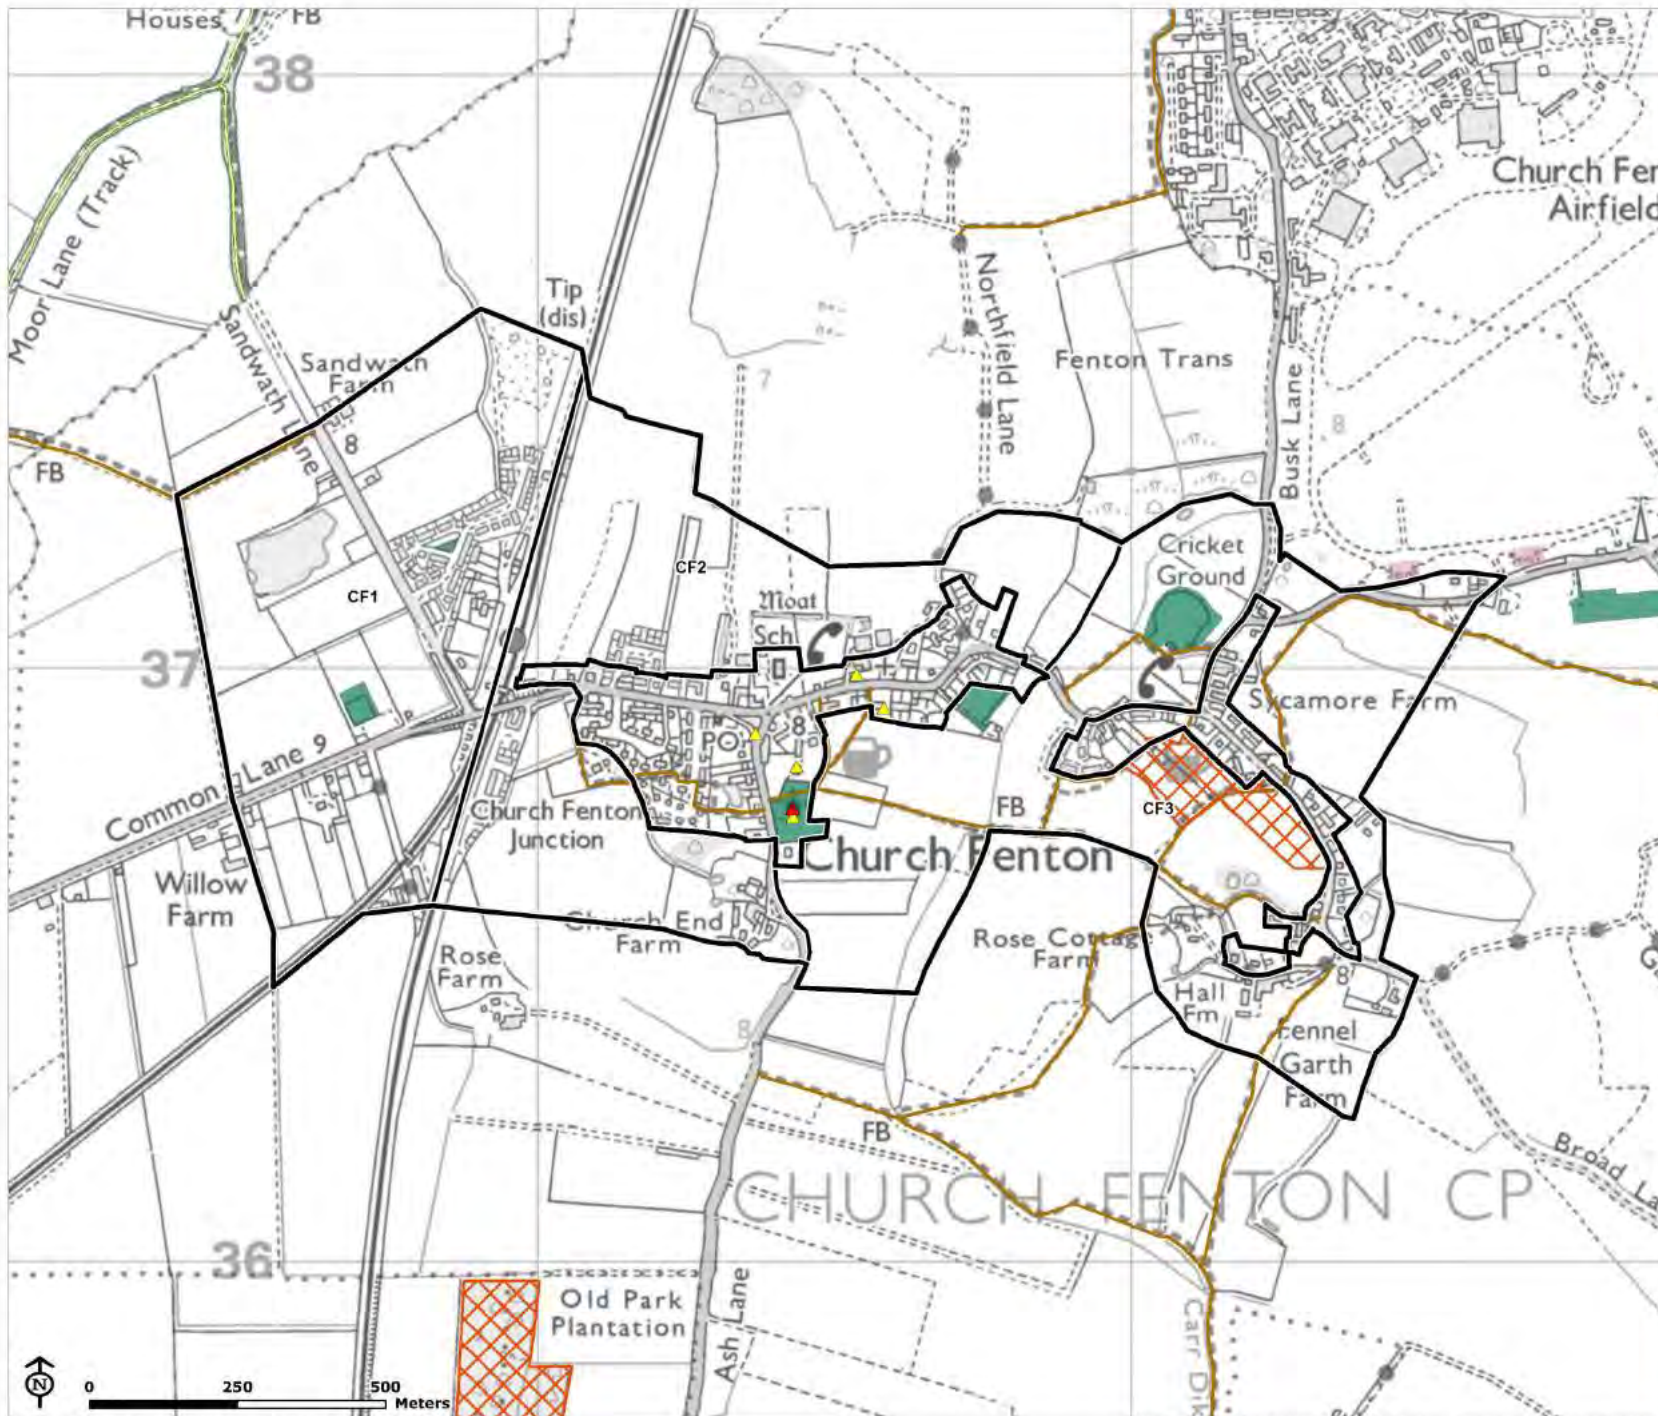 Houses
FB
38
Church Fen
Airfield
Moor Lane (Track)
Tip
(dis)
Sandwath Lane
Sandwath
Farm
Northfield Lane
7
Fenton Trans
Busk Lane
8
8
FB
Cricket
Ground
CF2
CF1
Moat
Sch
37
Sycamore Farm
PO
8
Common Lane 9
Church Fenton
Junction
FB
CF3
Church Fenton
Willow
Farm
Church End
Farm
Rose
Farm
Rose Cottage
Farm
8
Hall
Fm
8
Fennel
Garth
Farm
FB
Broad La
CHURCH FENTON CP
36
Old Park
Plantation
Ash Lane
Carr Dik
N
0 250 500
Meters